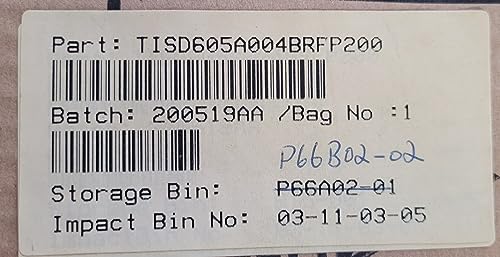 Part: TISD605A004BRFP200
Batch: 200519AA /Bag No :1
P66B02-02
Storage Bin: P66A02-01
Impact Bin No: 03-11-03-05